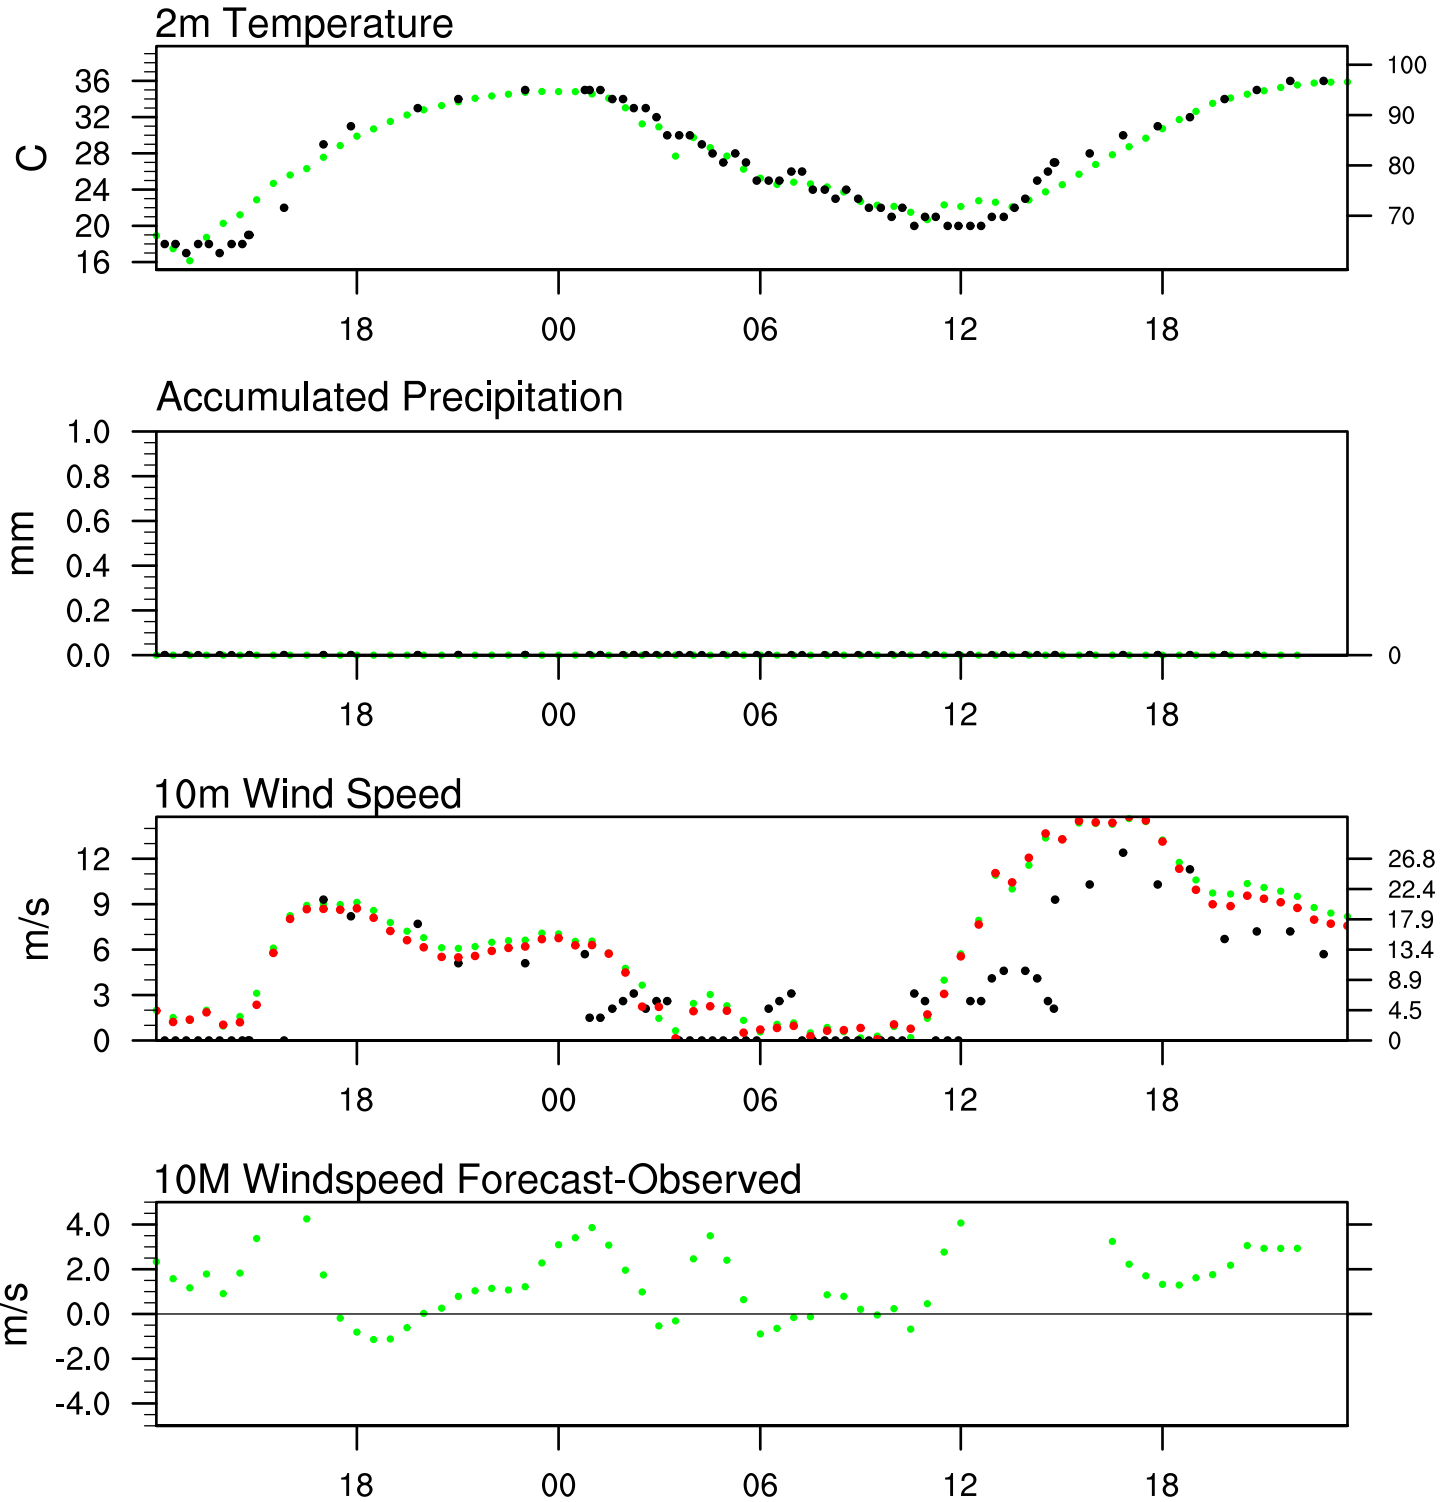 2m Temperature
36 100
32 90
28 80
24
20 70
16
C
18 00 06 12 18
Accumulated Precipitation
1.0
0.8
0.6
0.4
0.2
0.0 0
mm
18 00 06 12 18
10m Wind Speed
12 26.8
22.4
9 17.9
6 13.4
3 8.9
4.5
0 0
m/s
18 00 06 12 18
10M Windspeed Forecast-Observed
4.0
2.0
0.0
-2.0
-4.0
m/s
18 00 06 12 18